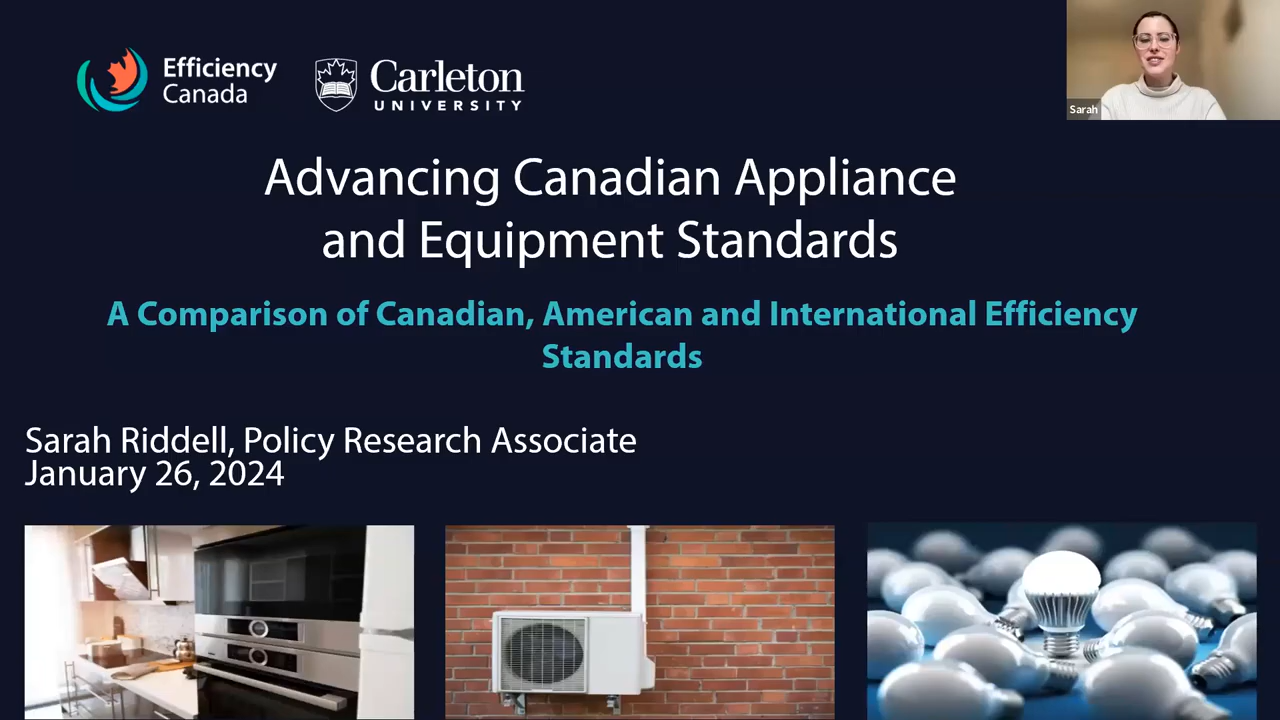 Efficiency
Canada
Carleton
UNIVERSITY
Sarah
Advancing Canadian Appliance
and Equipment Standards
A Comparison of Canadian, American and International Efficiency
Standards
Sarah Riddell, Policy Research Associate
January 26, 2024